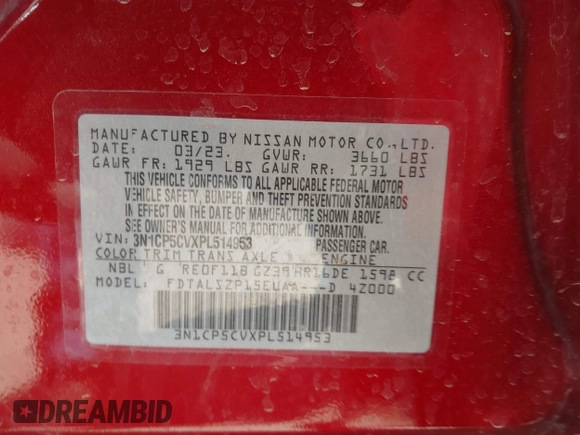 MANUFACTURED BY NISSAN MOTOR CO.,LTD.
DATE: 03/23. GVWR: 3660 LBS
GAWR FR: 1929 LBS GAWR RR: 1731 LBS
THIS VEHICLE CONFORMS TO ALL APPLICABLE FEDERAL MOTOR
VEHICLE SAFETY, BUMPER AND THEFT PREVENTION STANDARDS
IN EFFECT ON THE DATE OF MANUFACTURE SHOWN ABOVE.
SEE OWNER'S MANUAL FOR ADDITIONAL INFORMATION.
VIN: 3N1CP5CVXPL514953 PASSENGER CAR.
COLOR TRIM TRANS AXLE ENGINE
NBL G RE0F11B GZ39 HR16DE 1598 CC
MODEL: 4Z000
3N1CP5CVXPL514953
DREAMBID